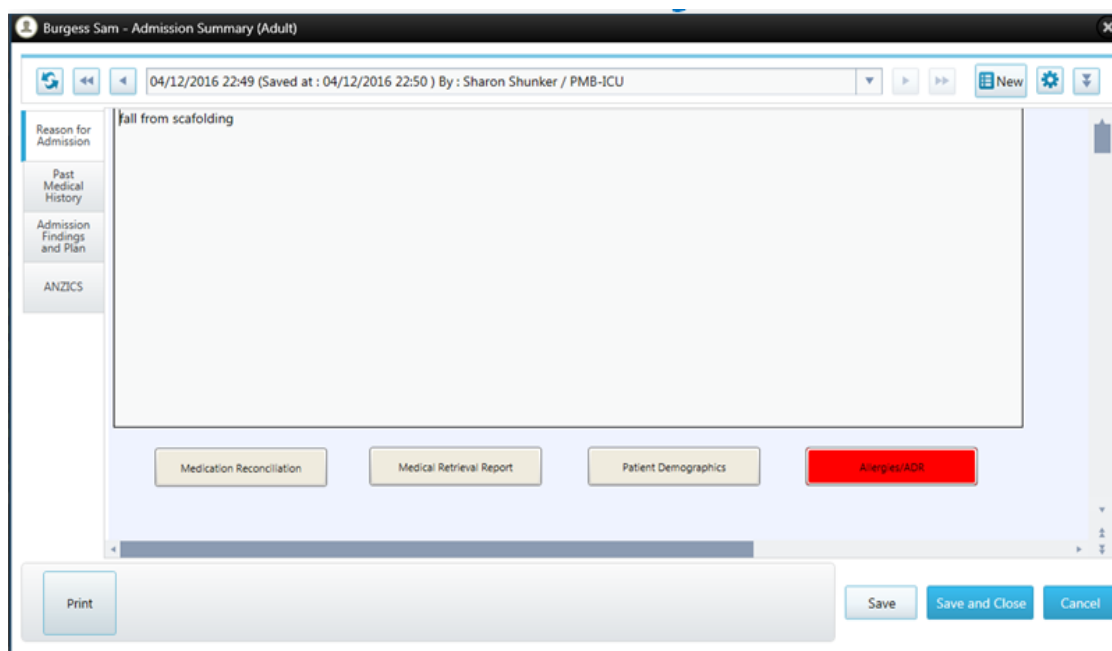 Burgess Sam - Admission Summary (Adult)
04/12/2016 22:49 (Saved at : 04/12/2016 22:50 ) By : Sharon Shunker / PMB-ICU
New
Reason for
Admission
Past
Medical
History
Admission
Findings
and Plan
ANZICS
fall from scafolding
Medication Reconciliation
Medical Retrieval Report
Patient Demographics
Allergies/ADR
Print
Save
Save and Close
Cancel